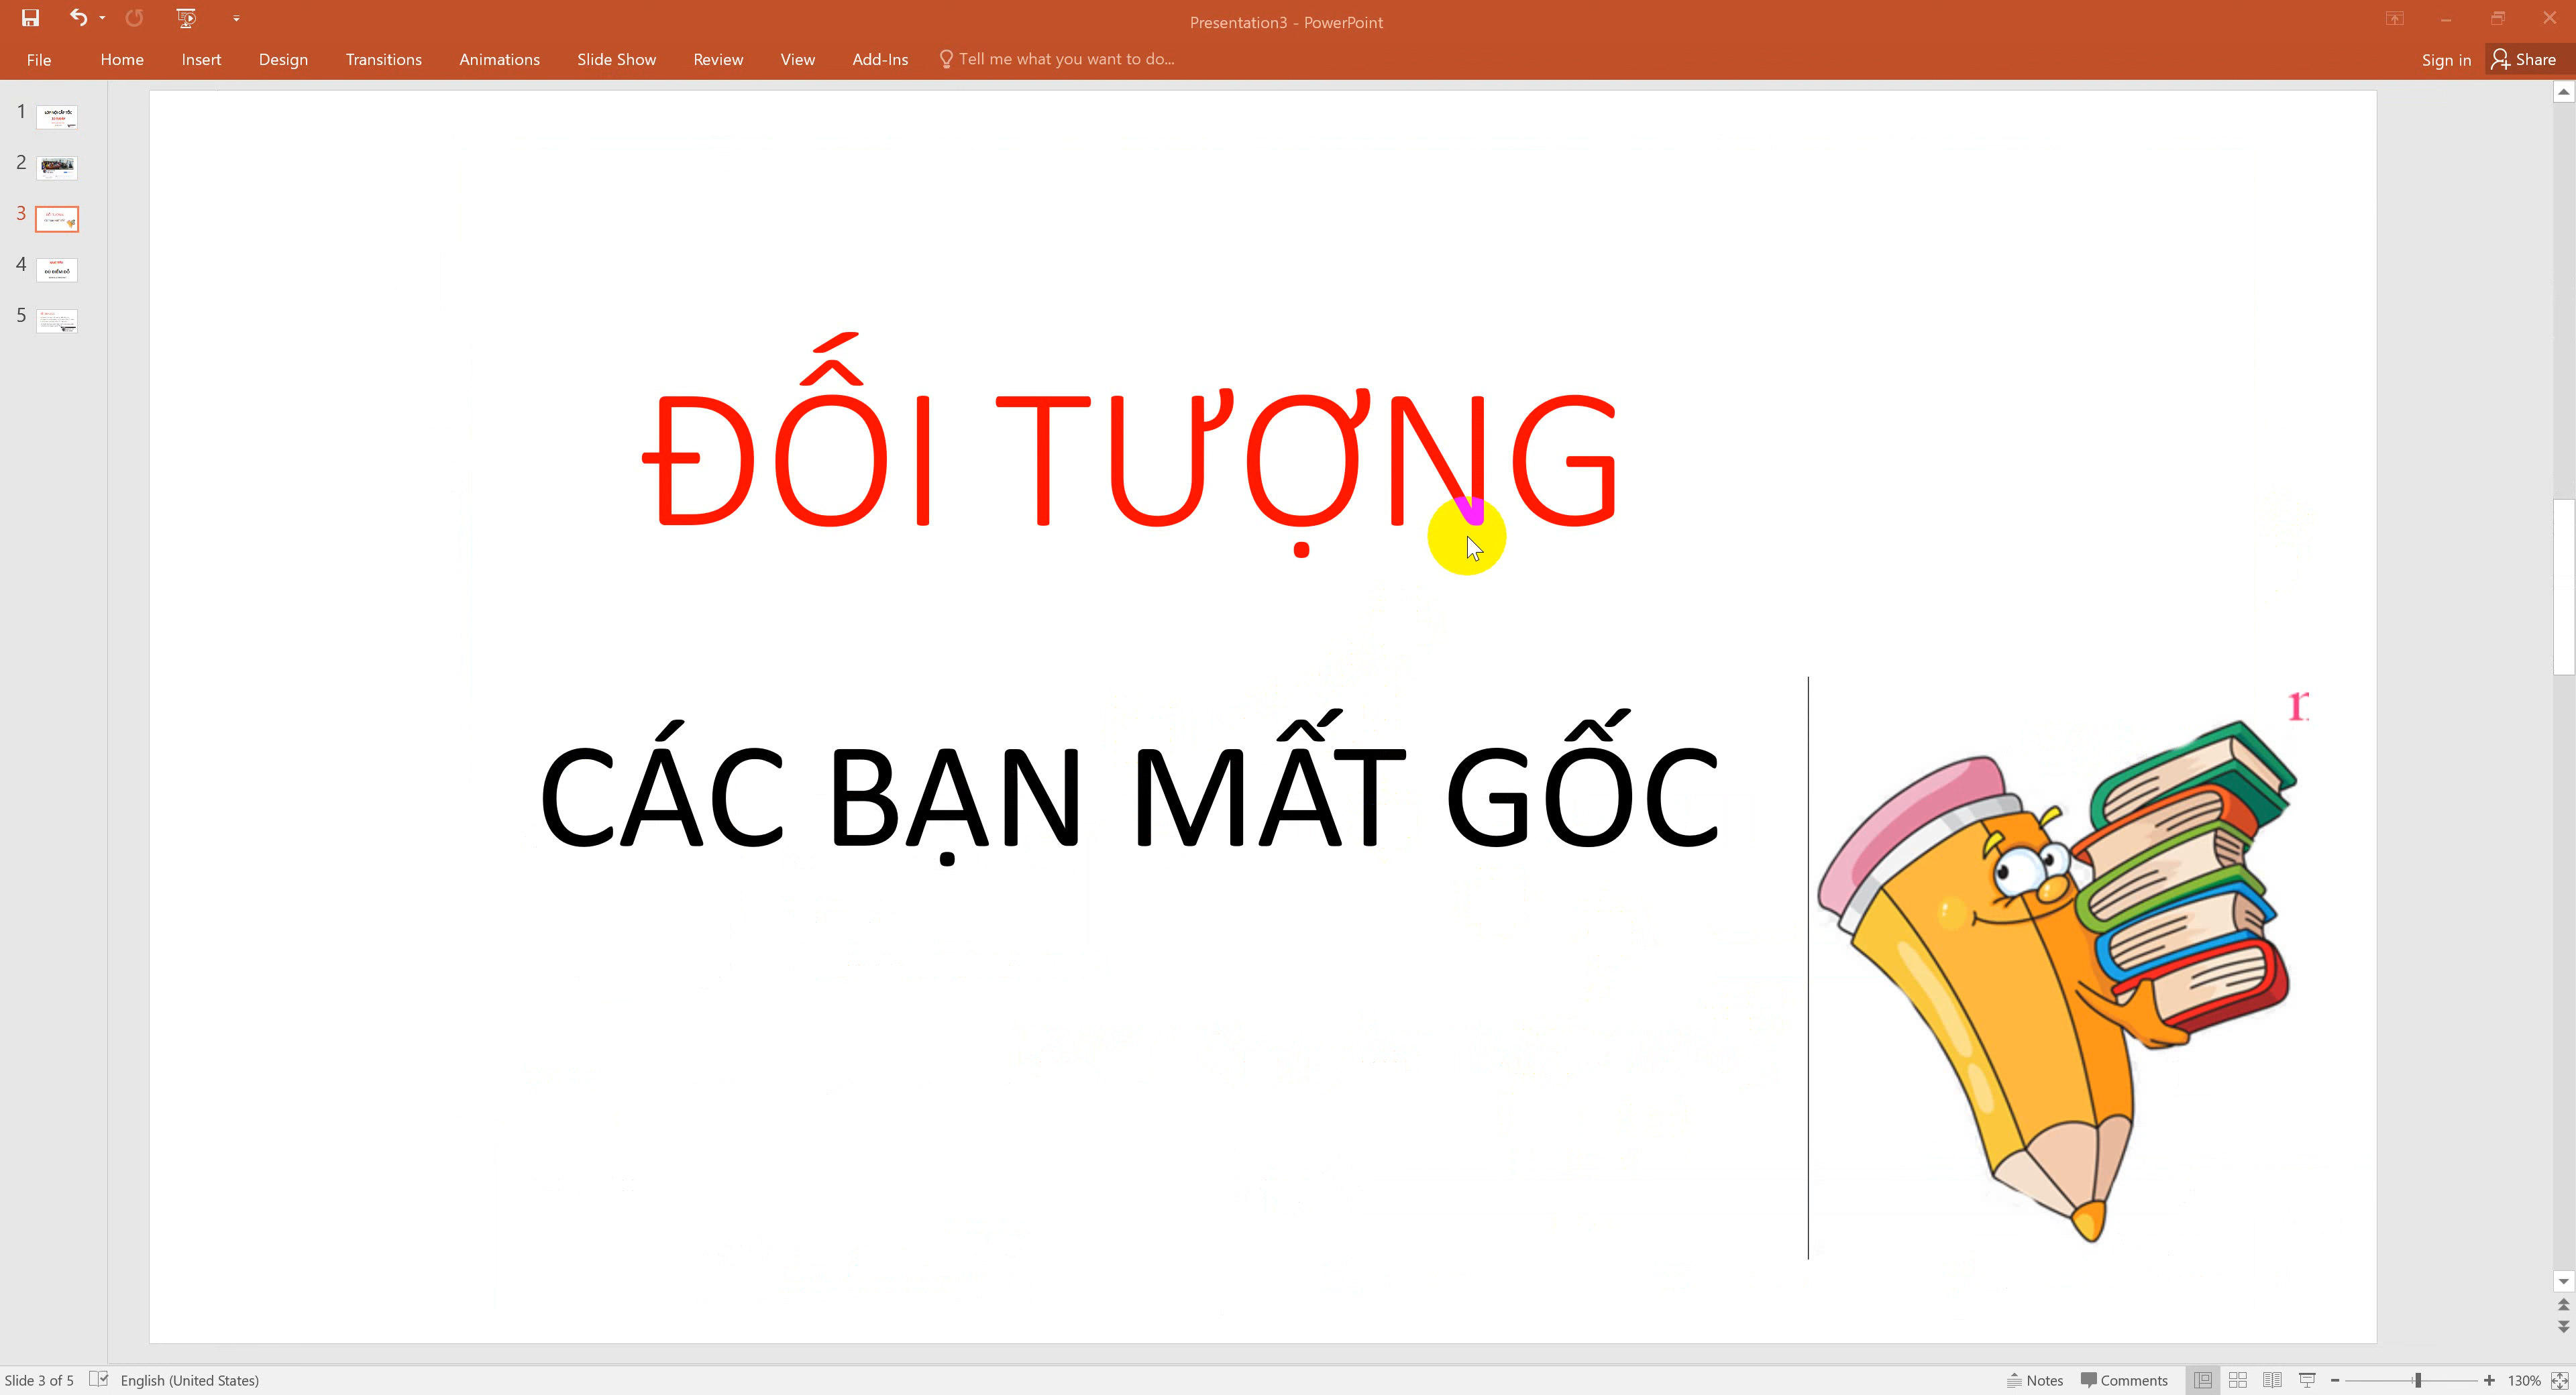 Presentation3 - PowerPoint
File Home Insert Design Transitions Animations Slide Show Review View Add-Ins Tell me what you want to do... Sign in Share
1
2
3
4
5
ĐỐI TƯỢNG
CÁC BẠN MẤT GỐC
Slide 3 of 5 English (United States) Notes Comments 130%